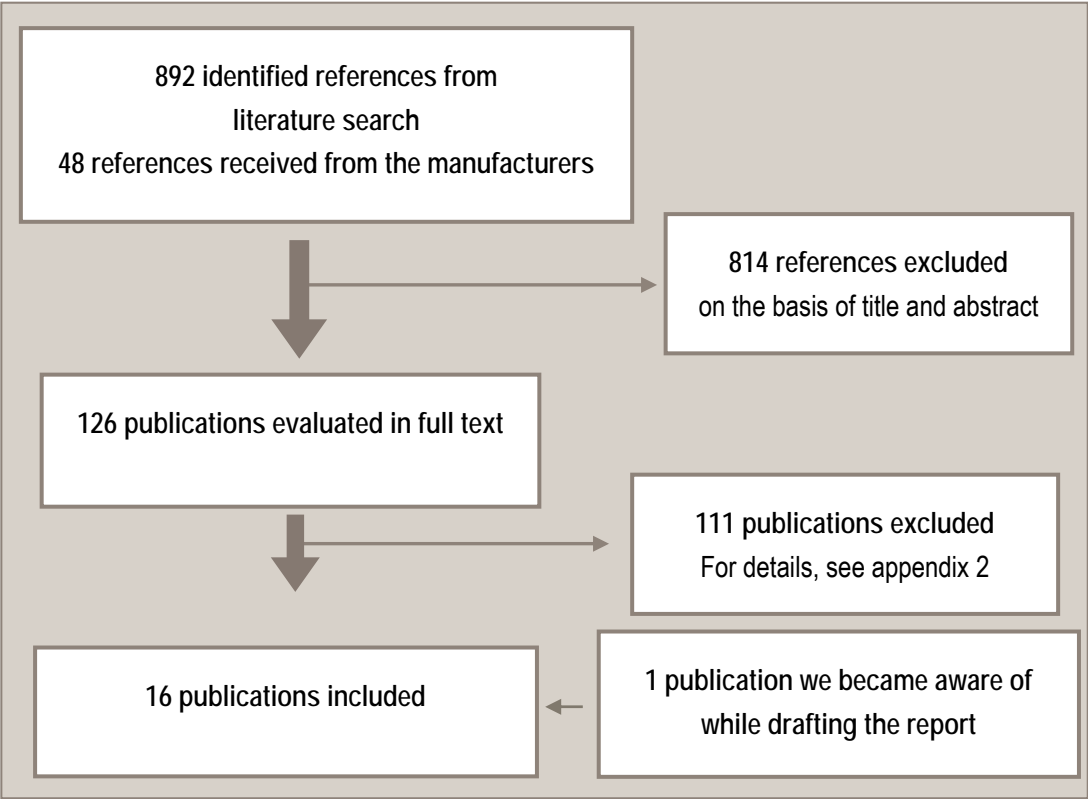 892 identified references from
literature search
48 references received from the manufacturers
814 references excluded
on the basis of title and abstract
126 publications evaluated in full text
111 publications excluded
For details, see appendix 2
16 publications included
1 publication we became aware of
while drafting the report